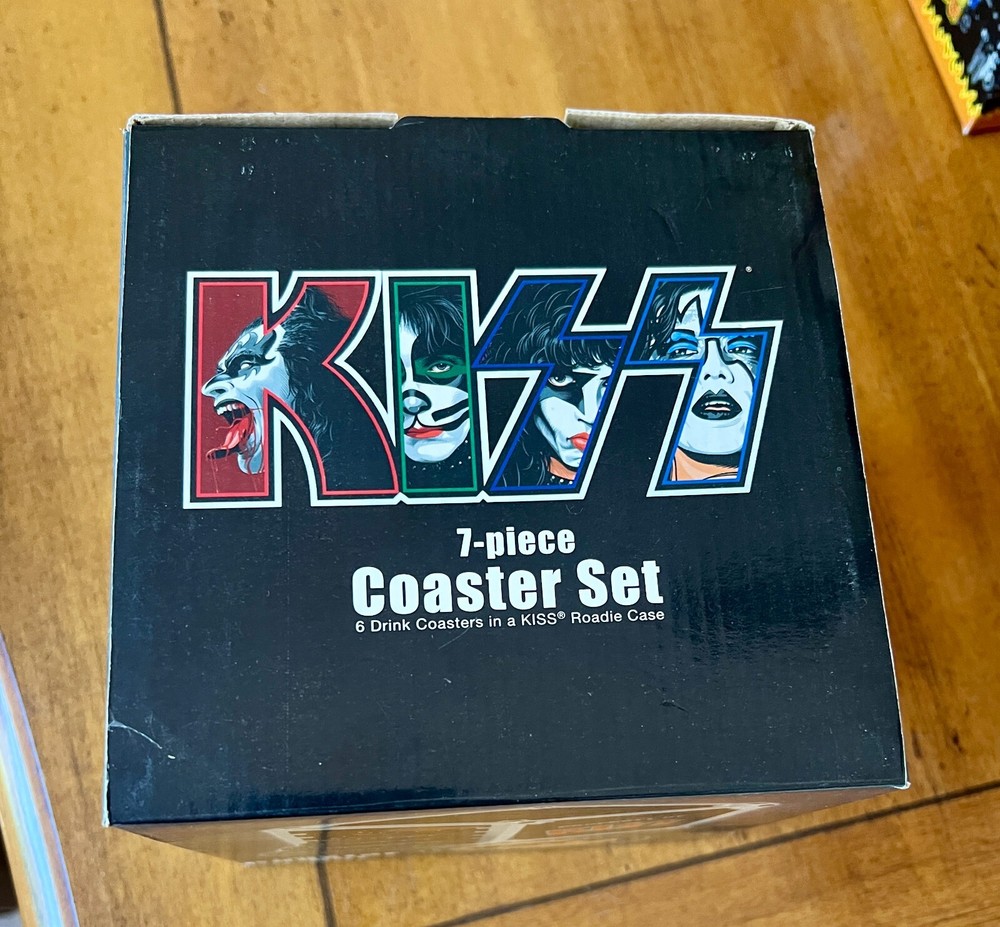 KISS®
7-piece
Coaster Set
6 Drink Coasters in a KISS® Roadie Case